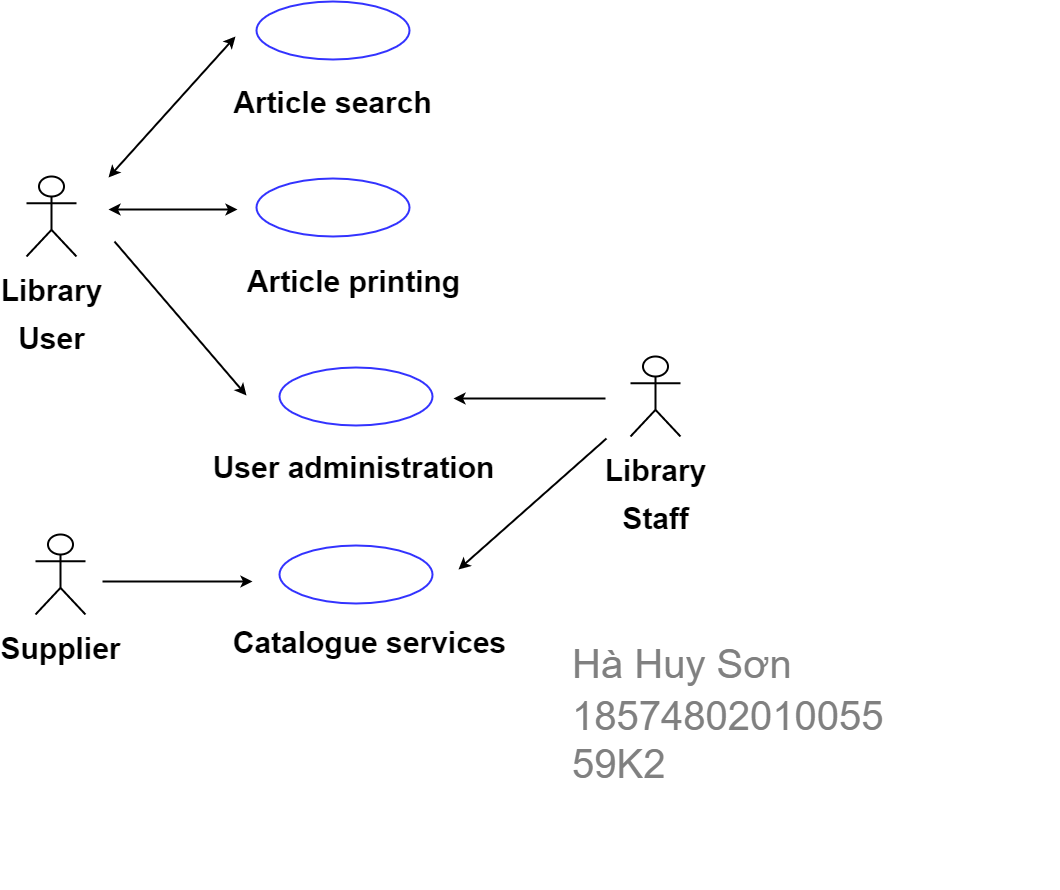 Article search
Article printing
Library
User
User administration
Library
Staff
Supplier
Catalogue services
Hà Huy Sơn
18574802010055
59K2